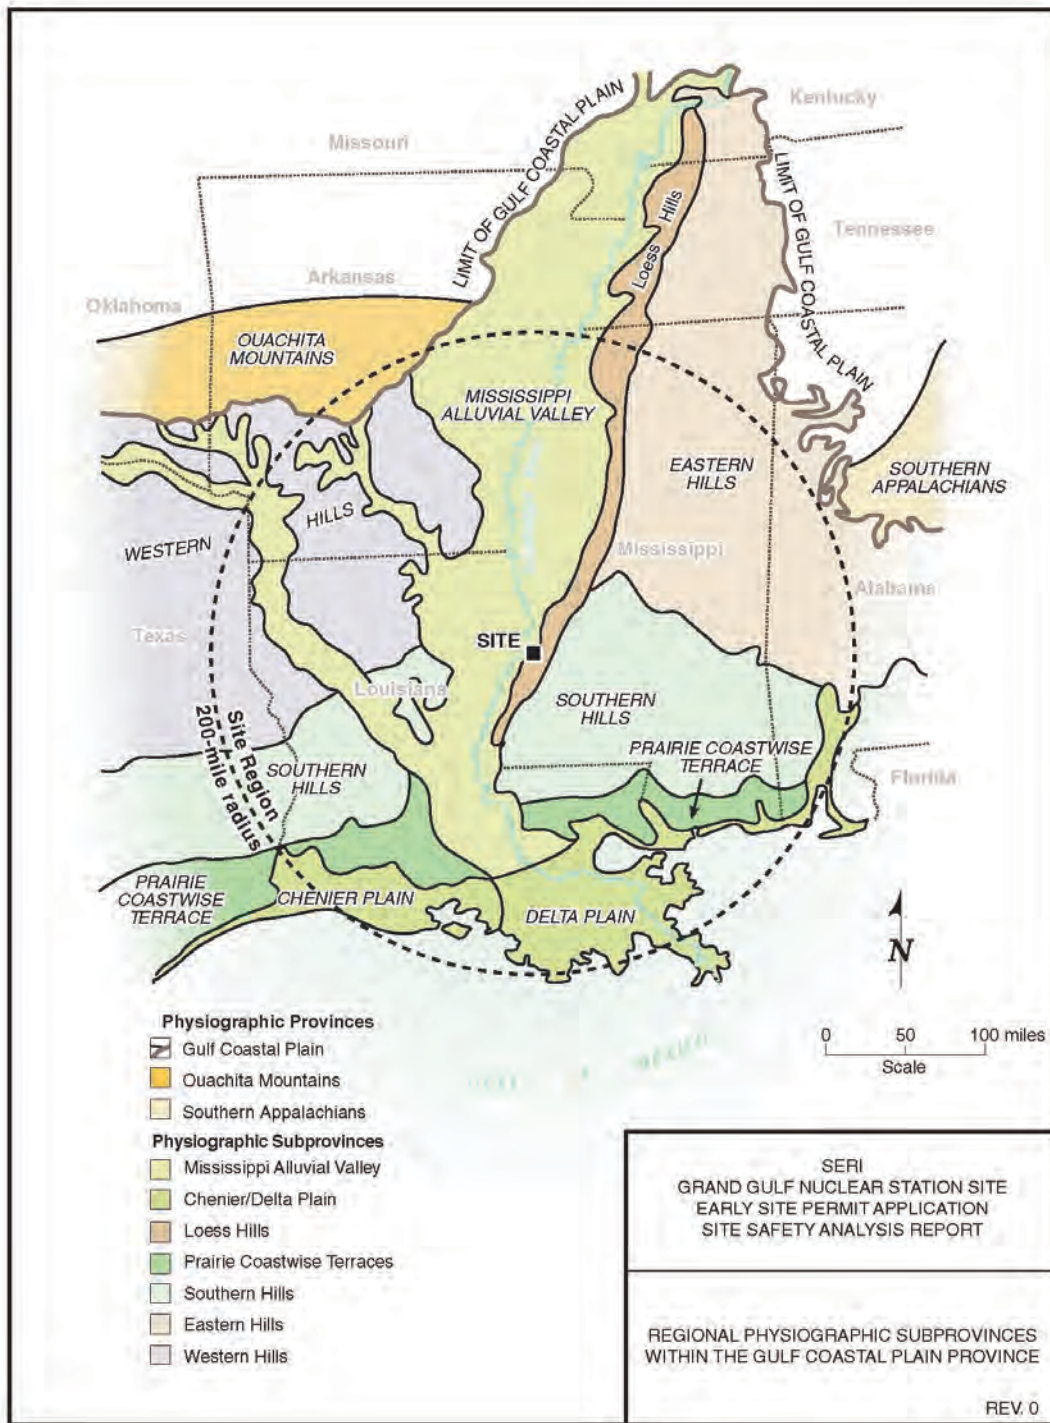 Kentucky
Missouri
LIMIT OF GULF COASTAL PLAIN
LIMIT OF GULF COASTAL PLAIN
Tennessee
Hills
Loess
Arkansas
Oklahoma
OUACHITA
MOUNTAINS
MISSISSIPPI
ALLUVIAL VALLEY
EASTERN
HILLS
SOUTHERN
APPALACHIANS
HILLS
WESTERN
Mississippi
Alabama
Texas
SITE
Louisiana
SOUTHERN
HILLS
Site Region
200-mile radius
SOUTHERN
HILLS
PRAIRIE COASTWISE
TERRACE
Florida
PRAIRIE
COASTWISE
TERRACE
CHENIER PLAIN
DELTA PLAIN
N
Physiographic Provinces
Gulf Coastal Plain
Ouachita Mountains
Southern Appalachians
Physiographic Subprovinces
Mississippi Alluvial Valley
Chenier/Delta Plain
Loess Hills
Prairie Coastwise Terraces
Southern Hills
Eastern Hills
Western Hills
0 50 100 miles
Scale
MEXICO
SERI
GRAND GULF NUCLEAR STATION SITE
EARLY SITE PERMIT APPLICATION
SITE SAFETY ANALYSIS REPORT
REGIONAL PHYSIOGRAPHIC SUBPROVINCES
WITHIN THE GULF COASTAL PLAIN PROVINCE
REV. 0